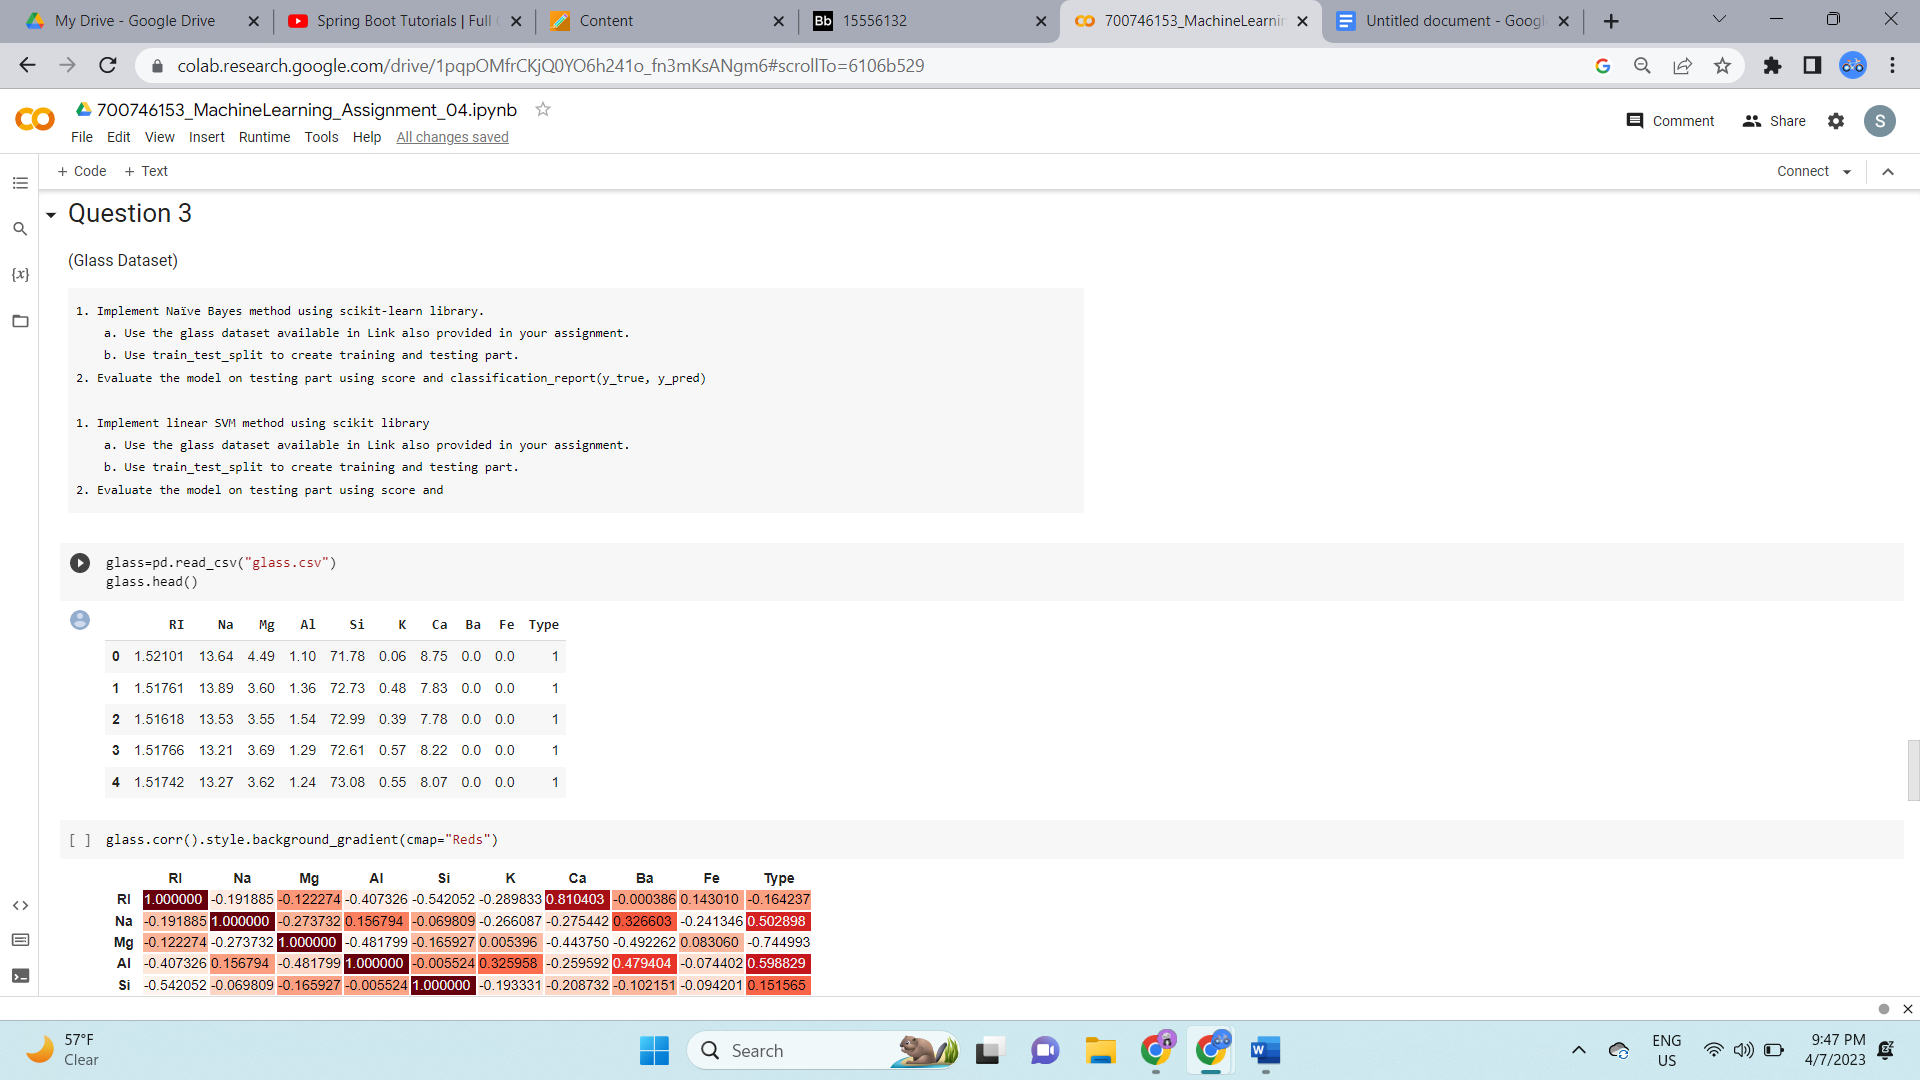 My Drive - Google Drive
Spring Boot Tutorials | Full
Content
Bb 15556132
700746153_MachineLearnin
Untitled document - Googl
colab.research.google.com/drive/1pqpOMfrCKjQ0YO6h241o_fn3mKsANgm6#scrollTo=6106b529
700746153_MachineLearning_Assignment_04.ipynb
Comment Share S
File Edit View Insert Runtime Tools Help All changes saved
+ Code + Text Connect
Question 3
(Glass Dataset)
{x}
1. Implement Naïve Bayes method using scikit-learn library.
a. Use the glass dataset available in Link also provided in your assignment.
b. Use train_test_split to create training and testing part.
2. Evaluate the model on testing part using score and classification_report(y_true, y_pred)
1. Implement linear SVM method using scikit library
a. Use the glass dataset available in Link also provided in your assignment.
b. Use train_test_split to create training and testing part.
2. Evaluate the model on testing part using score and
glass=pd.read_csv("glass.csv")
glass.head()
RI Na Mg Al Si K Ca Ba Fe Type
0 1.52101 13.64 4.49 1.10 71.78 0.06 8.75 0.0 0.0 1
1 1.51761 13.89 3.60 1.36 72.73 0.48 7.83 0.0 0.0 1
2 1.51618 13.53 3.55 1.54 72.99 0.39 7.78 0.0 0.0 1
3 1.51766 13.21 3.69 1.29 72.61 0.57 8.22 0.0 0.0 1
4 1.51742 13.27 3.62 1.24 73.08 0.55 8.07 0.0 0.0 1
[ ] glass.corr().style.background_gradient(cmap="Reds")
RI Na Mg Al Si K Ca Ba Fe Type
RI 1.000000 -0.191885 -0.122274 -0.407326 -0.542052 -0.289833 0.810403 -0.000386 0.143010 -0.164237
Na -0.191885 1.000000 -0.273732 0.156794 -0.069809 -0.266087 -0.275442 0.326603 -0.241346 0.502898
Mg -0.122274 -0.273732 1.000000 -0.481799 -0.165927 0.005396 -0.443750 -0.492262 0.083060 -0.744993
Al -0.407326 0.156794 -0.481799 1.000000 -0.005524 0.325958 -0.259592 0.479404 -0.074402 0.598829
Si -0.542052 -0.069809 -0.165927 -0.005524 1.000000 -0.193331 -0.208732 -0.102151 -0.094201 0.151565
57°F
Clear
Search
ENG
US
9:47 PM
4/7/2023